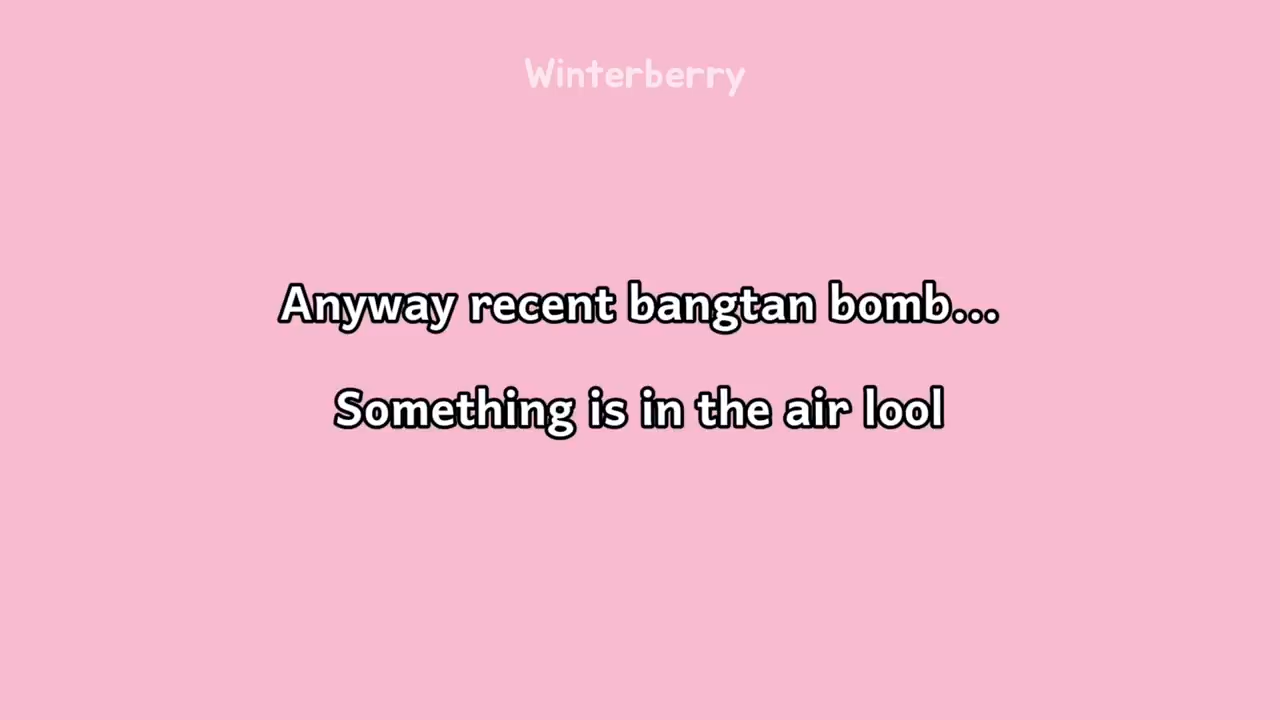 Winterberry
Anyway recent bangtan bomb...
Something is in the air lool